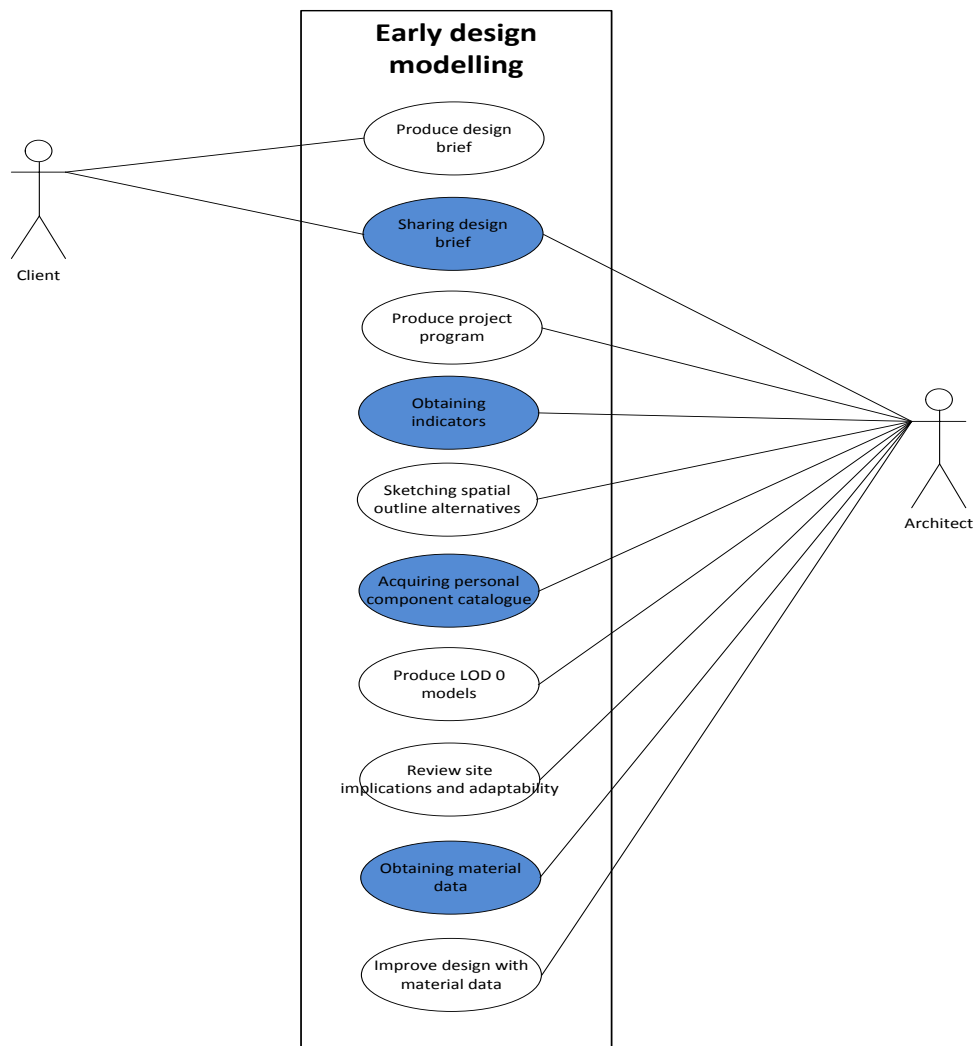 Early design
modelling
Produce design
brief
Client
Sharing design
brief
Produce project
program
Obtaining
indicators
Sketching spatial
outline alternatives
Architect
Acquiring personal
component catalogue
Produce LOD 0
models
Review site
implications and adaptability
Obtaining material
data
Improve design with
material data